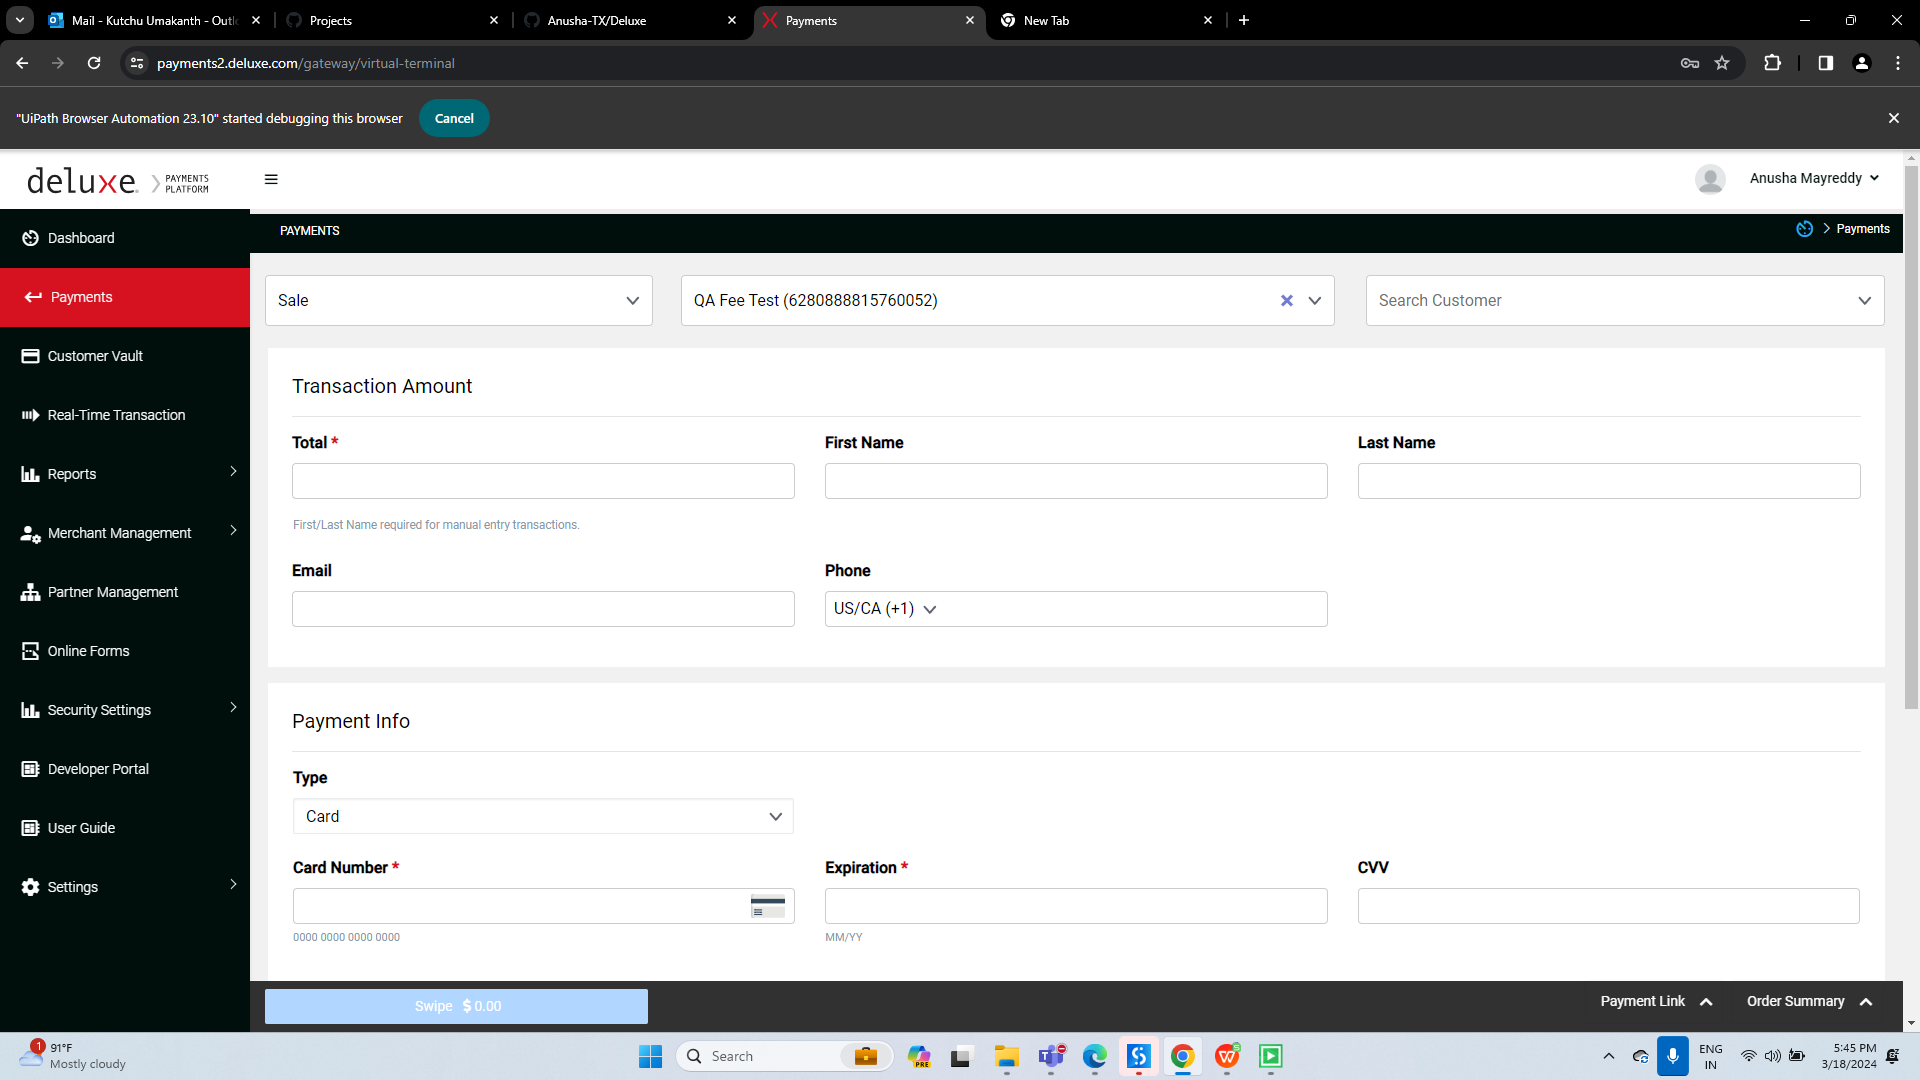 Mail - Kutchu Umakanth - Outl
Projects
Anusha-TX/Deluxe
Payments
New Tab
payments2.deluxe.com/gateway/virtual-terminal
"UiPath Browser Automation 23.10" started debugging this browser
Cancel
deluxe. PAYMENTS PLATFORM
Anusha Mayreddy
Dashboard
PAYMENTS
Payments
Payments
Sale
QA Fee Test (6280888815760052)
Search Customer
Customer Vault
Transaction Amount
Real-Time Transaction
Total *
First Name
Last Name
Reports
First/Last Name required for manual entry transactions.
Merchant Management
Email
Phone
Partner Management
US/CA (+1)
Online Forms
Security Settings
Payment Info
Developer Portal
Type
Card
User Guide
Card Number *
Expiration *
CVV
Settings
0000 0000 0000 0000
MM/YY
Swipe $ 0.00
Payment Link
Order Summary
1
91°F
Mostly cloudy
Search
PRE
ENG
IN
5:45 PM
3/18/2024